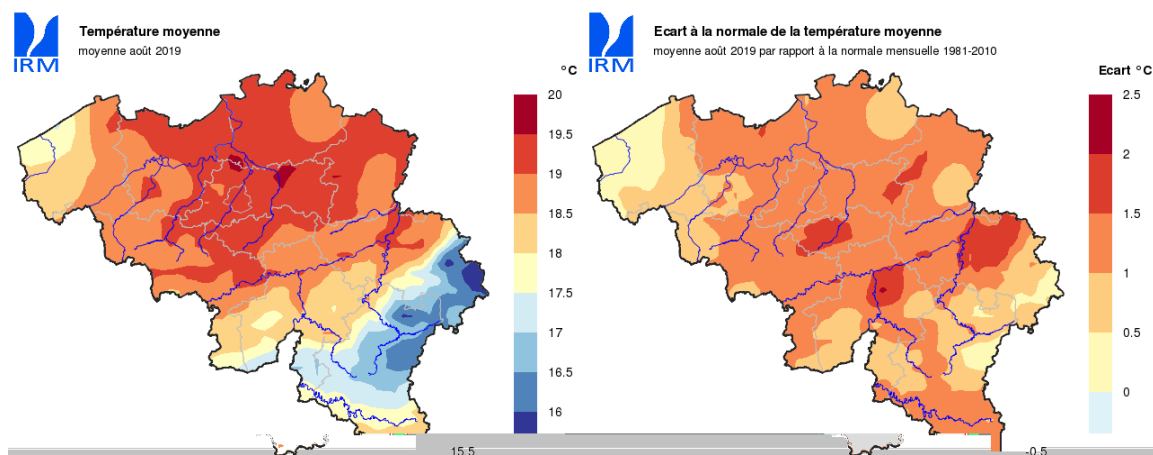 IRM
Température moyenne
moyenne août 2019
°C
20
19.5
19
18.5
18
17.5
17
16.5
16
15.5
IRM
Ecart à la normale de la température moyenne
moyenne août 2019 par rapport à la normale mensuelle 1981-2010
Ecart °C
2.5
2
1.5
1
0.5
0
-0.5